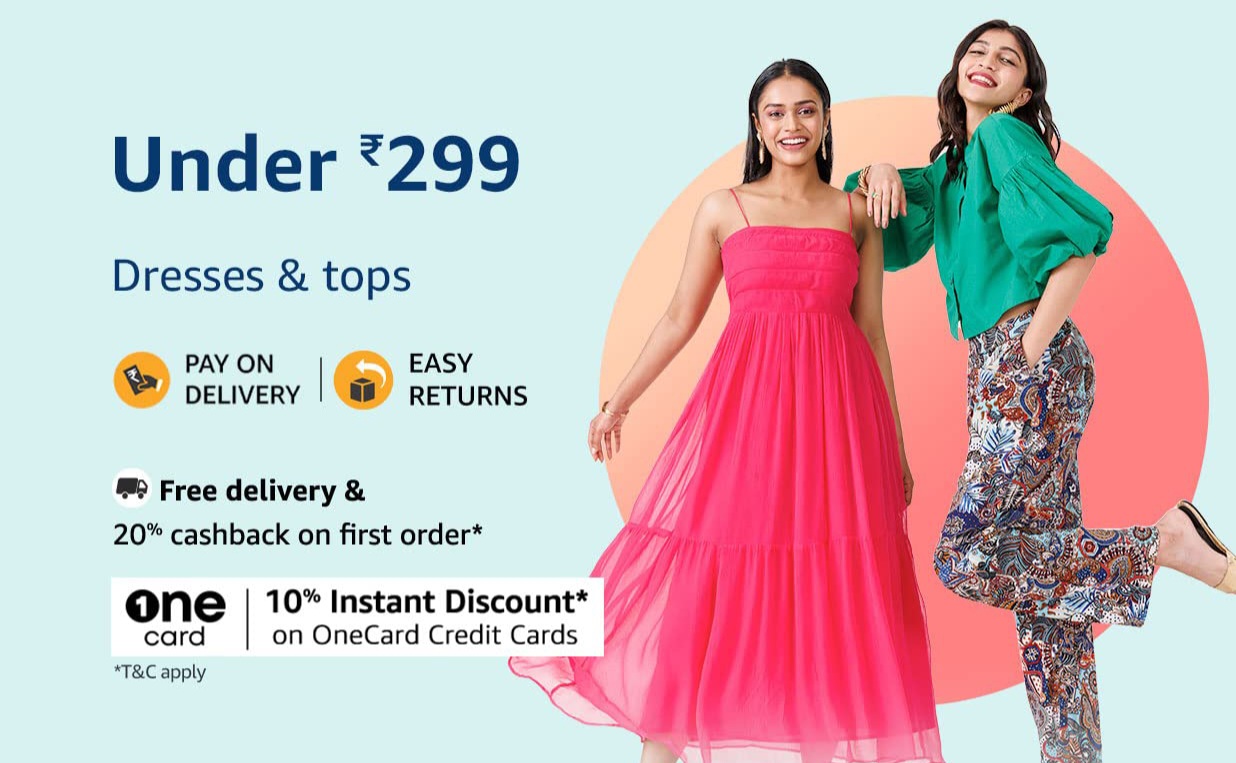 Under ₹299
Dresses & tops
PAY ON
DELIVERY
EASY
RETURNS
Free delivery &
20% cashback on first order*
one
card
10% Instant Discount*
on OneCard Credit Cards
*T&C apply